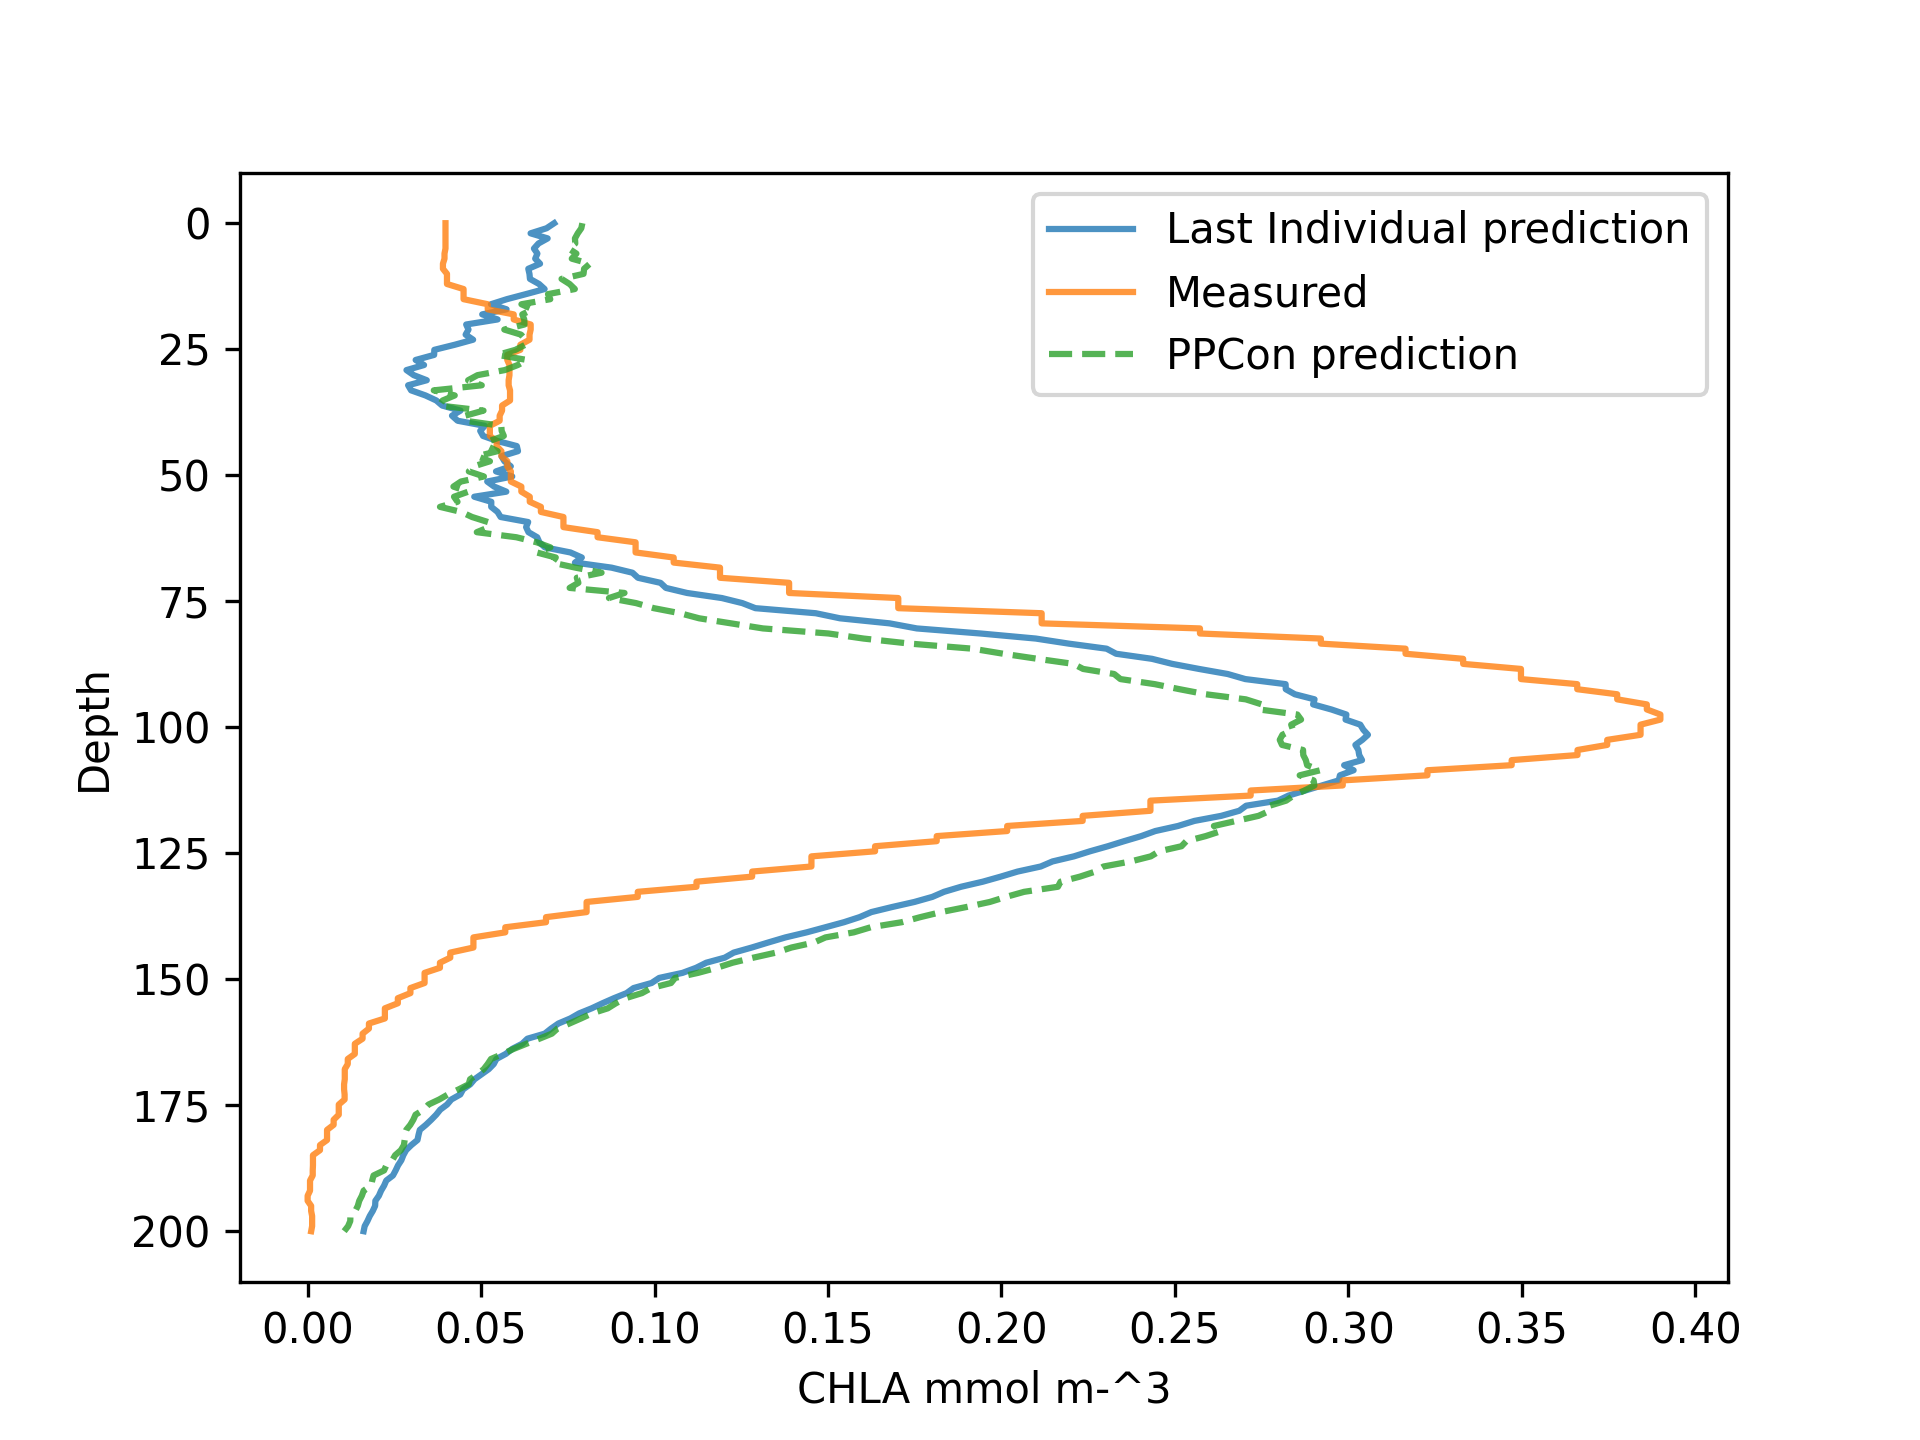 Last Individual prediction
Measured
PPCon prediction
0
25
50
75
100
125
150
175
200
Depth
0.00 0.05 0.10 0.15 0.20 0.25 0.30 0.35 0.40
CHLA mmol m-^3